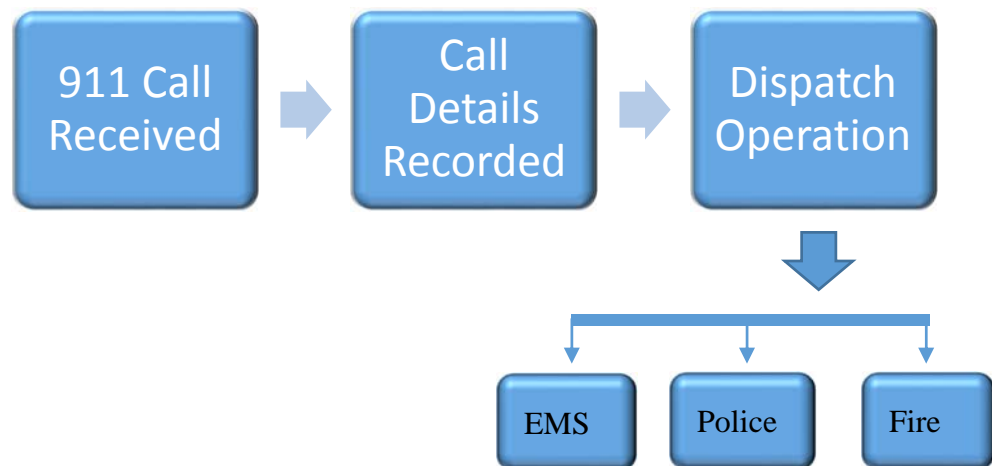 911 Call
Received
Call
Details
Recorded
Dispatch
Operation
EMS
Police
Fire